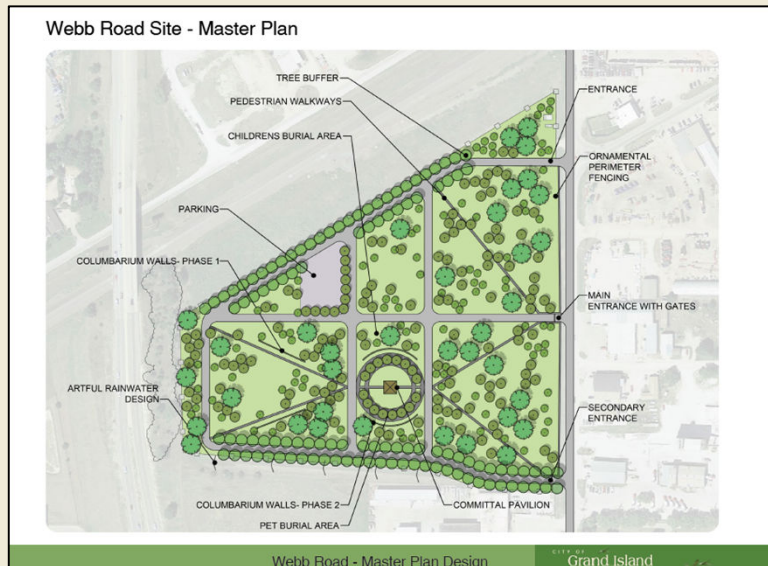 Webb Road Site - Master Plan
TREE BUFFER
PEDESTRIAN WALKWAYS
CHILDRENS BURIAL AREA
PARKING
COLUMBARIUM WALLS- PHASE 1
ARTFUL RAINWATER
DESIGN
COLUMBARIUM WALLS- PHASE 2
PET BURIAL AREA
ENTRANCE
ORNAMENTAL
PERIMETER
FENCING
MAIN
ENTRANCE WITH GATES
SECONDARY
ENTRANCE
COMMITTAL PAVILION
Webb Road - Master Plan Design
CITY OF
Grand Island